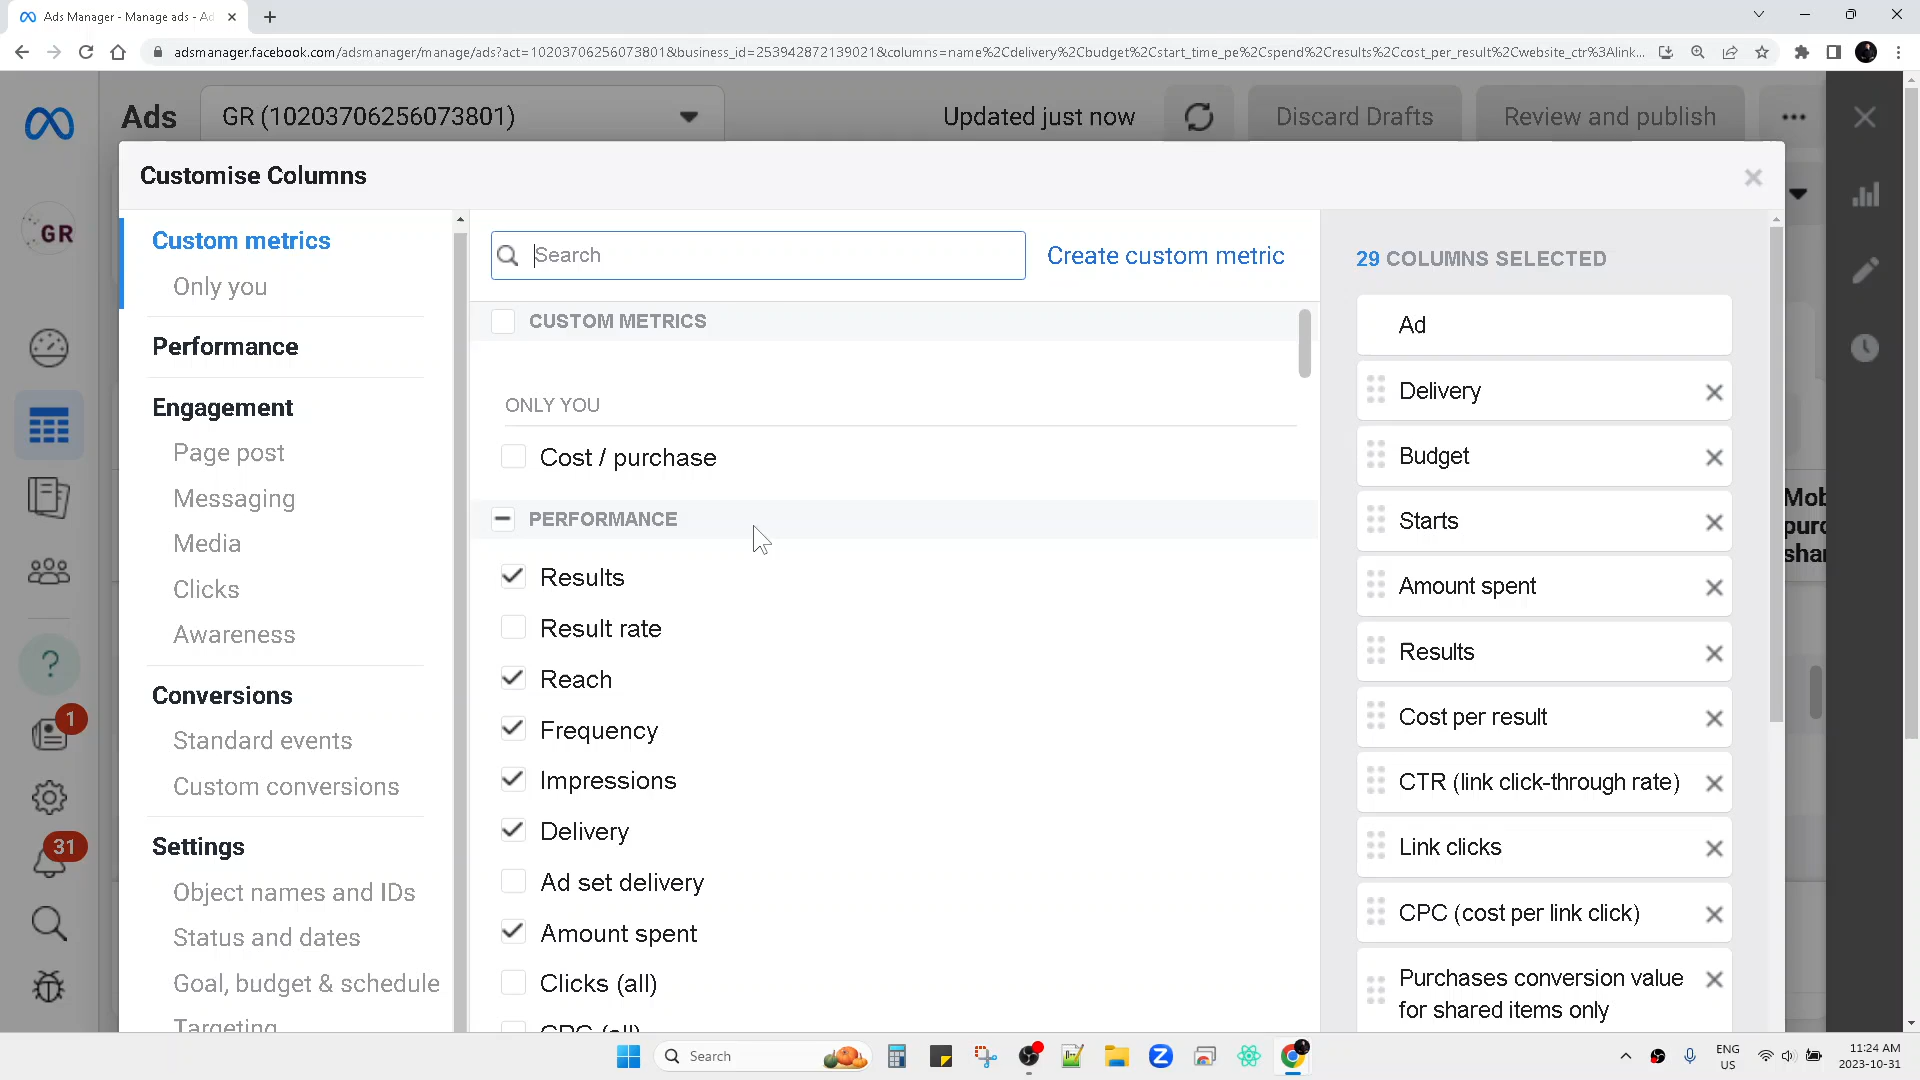 Ads Manager - Manage ads - Ad
adsmanager.facebook.com/adsmanager/manage/ads?act=10203706256073801&business_id=253942872139021&columns=name%2Cdelivery%2Cbudget%2Cstart_time_pe%2Cspend%2Cresults%2Ccost_per_result%2Cwebsite_ctr%3Alink...
Ads
GR (10203706256073801)
Updated just now
Discard Drafts
Review and publish
Customise Columns
GR
Custom metrics
Only you
Performance
Engagement
Page post
Messaging
Media
Clicks
Awareness
Conversions
Standard events
Custom conversions
Settings
Object names and IDs
Status and dates
Goal, budget & schedule
Targeting
?
1
31
Search
Create custom metric
CUSTOM METRICS
ONLY YOU
Cost / purchase
PERFORMANCE
Results
Result rate
Reach
Frequency
Impressions
Delivery
Ad set delivery
Amount spent
Clicks (all)
CPC (all)
29 COLUMNS SELECTED
Ad
Delivery
Budget
Starts
Amount spent
Results
Cost per result
CTR (link click-through rate)
Link clicks
CPC (cost per link click)
Purchases conversion value
for shared items only
Mob
purc
shar
Search
ENG
US
11:24 AM
2023-10-31